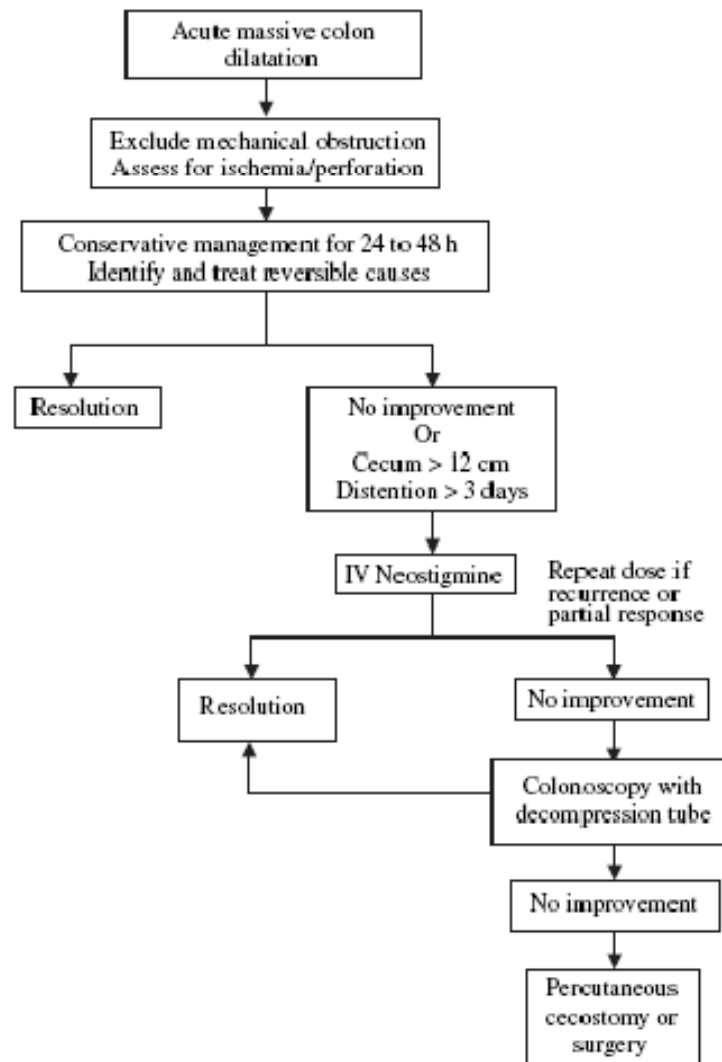 Acute massive colon
dilatation
Exclude mechanical obstruction
Assess for ischemia/perforation
Conservative management for 24 to 48 h
Identify and treat reversible causes
Resolution
No improvement
Or
Cecum > 12 cm
Distention > 3 days
IV Neostigmine
Repeat dose if
recurrence or
partial response
Resolution
No improvement
Colonoscopy with
decompression tube
No improvement
Percutaneous
cecostomy or
surgery